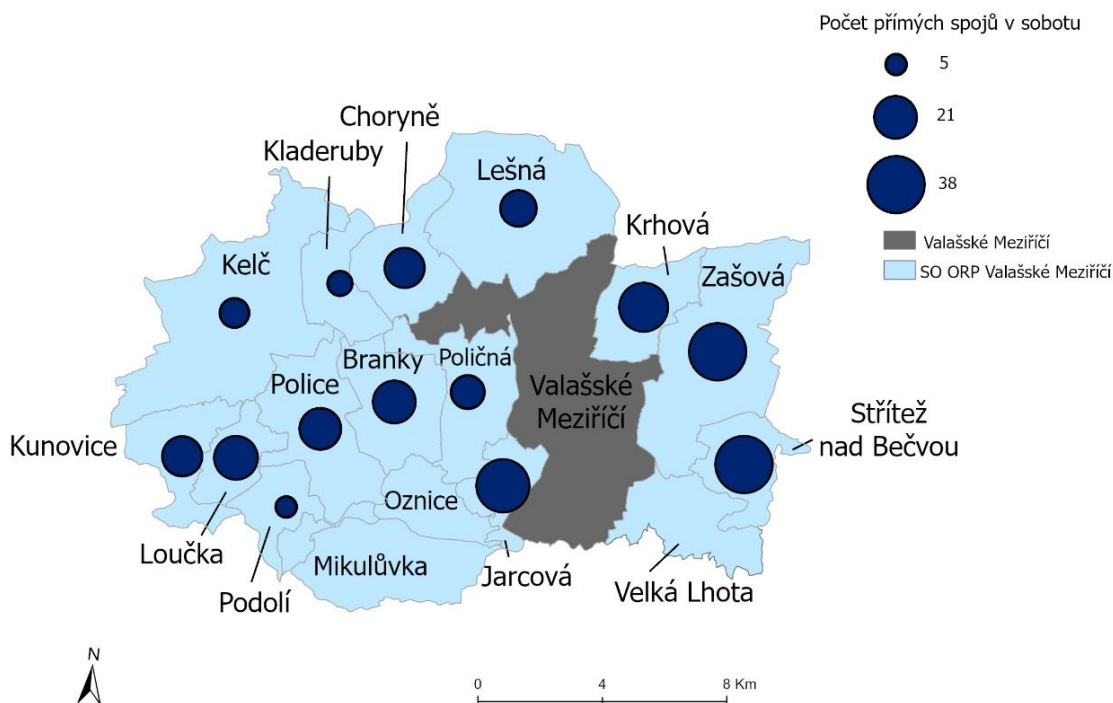 Počet přímých spojů v sobotu
5
21
38
Valašské Meziříčí
SO ORP Valašské Meziříčí
Choryně
Kladeruby
Lešná
Krhová
Kelč
Zašová
Branky
Poličná
Police
Valašské
Meziříčí
Střítež
nad Bečvou
Kunovice
Oznice
Loučka
Mikulůvka
Jarcová
Podolí
Velká Lhota
N
0
4
8 Km